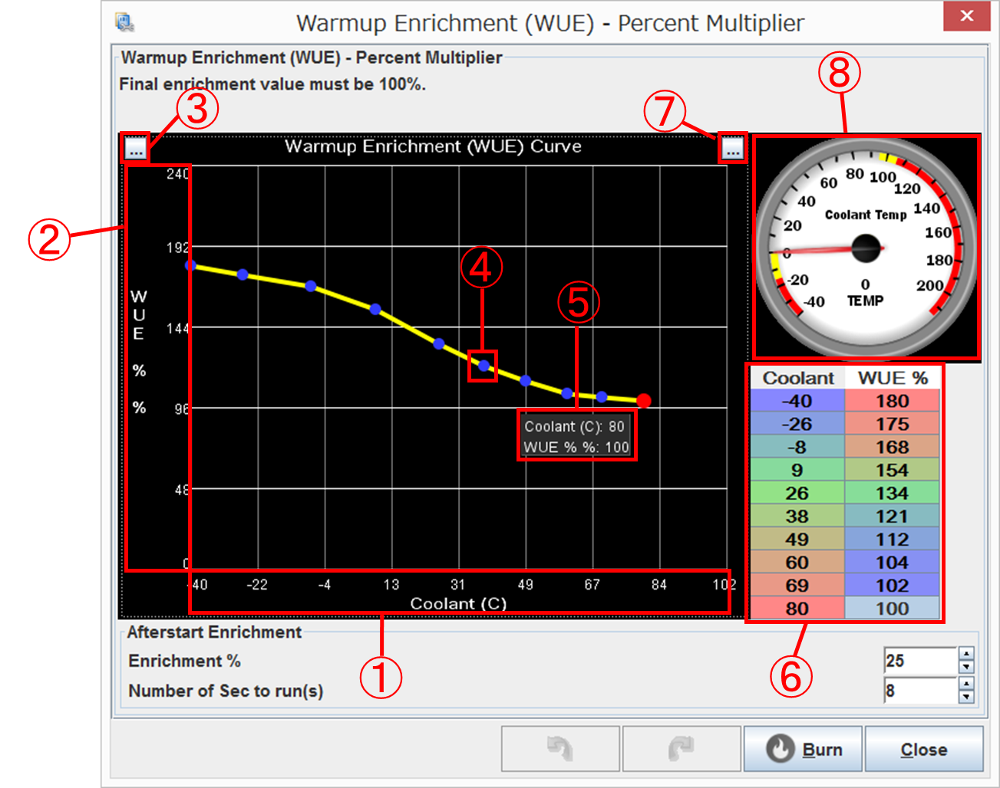 Warmup Enrichment (WUE) - Percent Multiplier
Warmup Enrichment (WUE) - Percent Multiplier
Final enrichment value must be 100%.
③
⑦
⑧
...
Warmup Enrichment (WUE) Curve
...
②
240
192
144
96
48
0
WUE % %
④
⑤
Coolant (C): 80
WUE % %: 100
-40 -22 -4 13 31 49 67 84 102
Coolant (C)
①
-40 -20 0 20 40 60 80 100 120 140 160 180 200
Coolant Temp
0
TEMP
Coolant WUE %
-40 180
-26 175
-8 168
9 154
26 134
38 121
49 112
60 104
69 102
80 100
⑥
Afterstart Enrichment
Enrichment % 25
Number of Sec to run(s) 8
Burn Close